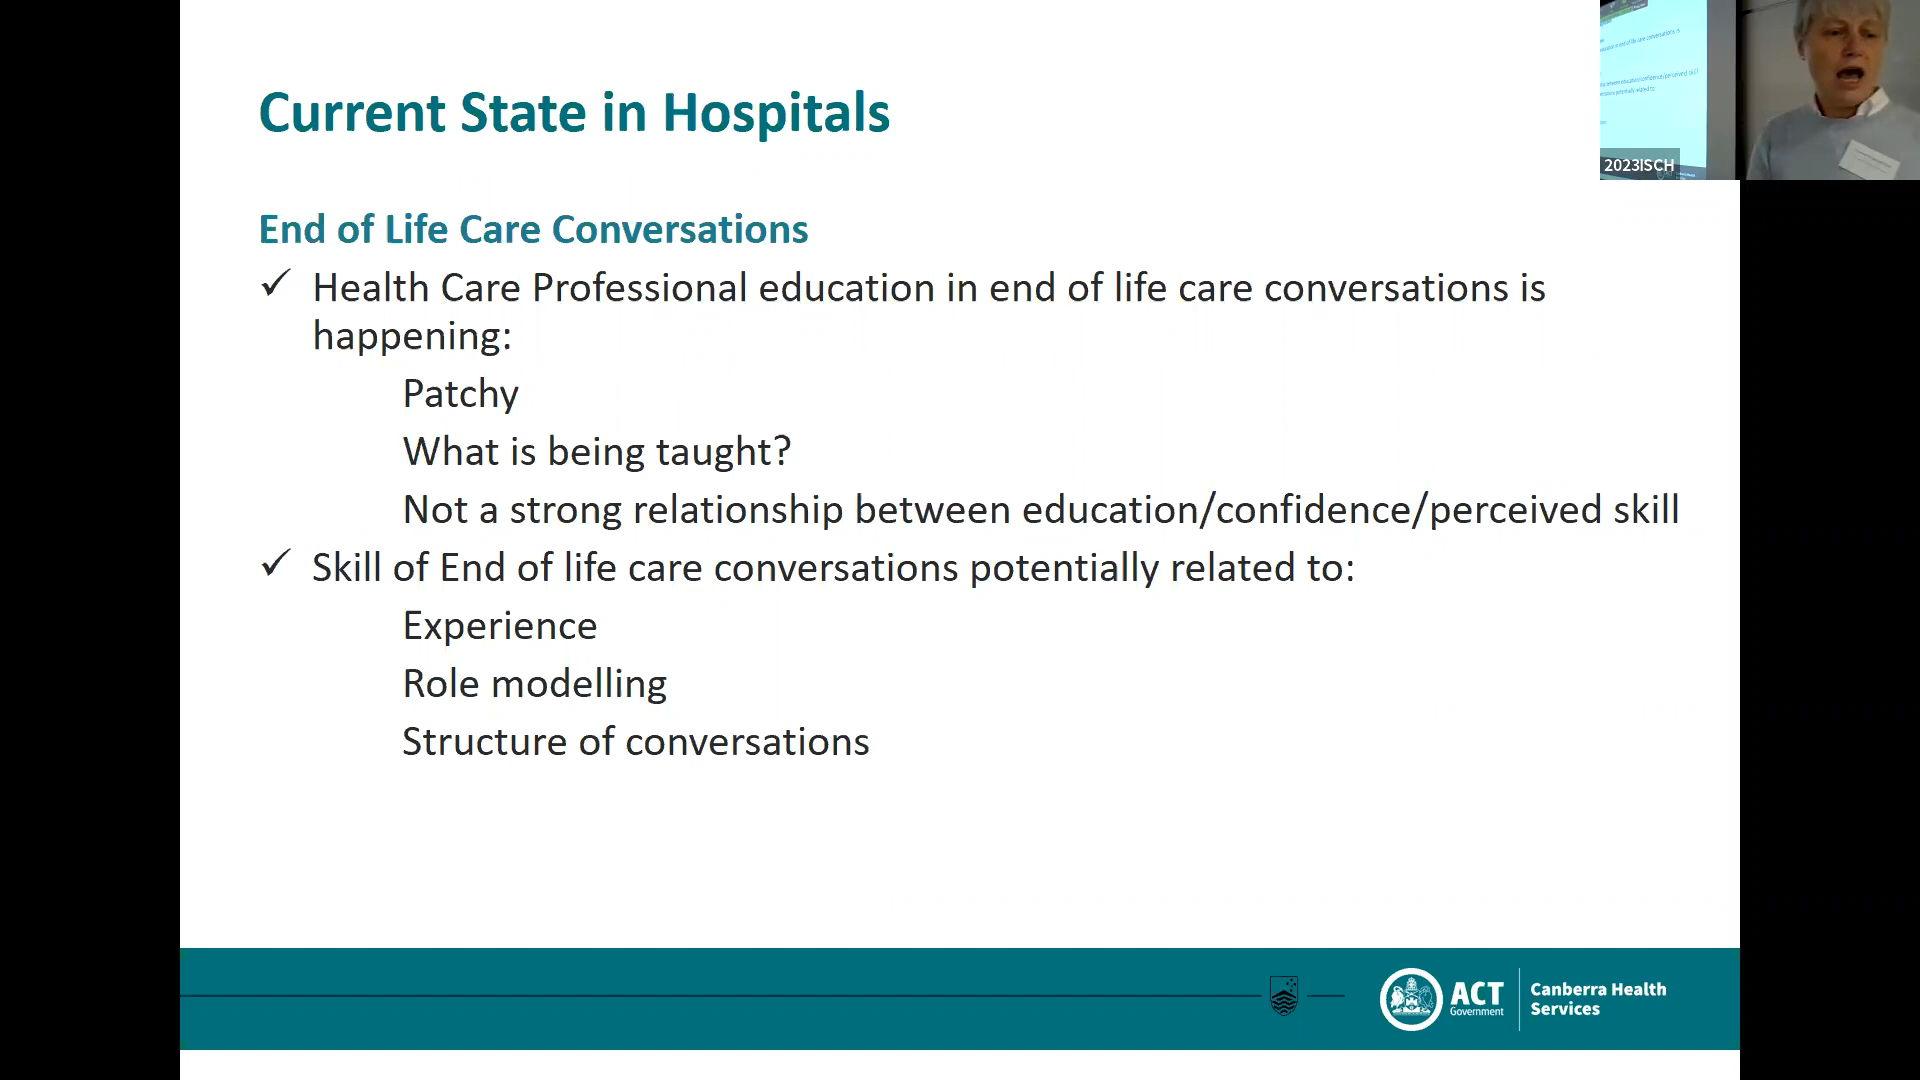 Current State in Hospitals
End of Life Care Conversations
✓ Health Care Professional education in end of life care conversations is
happening:
Patchy
What is being taught?
Not a strong relationship between education/confidence/perceived skill
✓ Skill of End of life care conversations potentially related to:
Experience
Role modelling
Structure of conversations
2023ISCH
ACT
Government
Canberra Health
Services